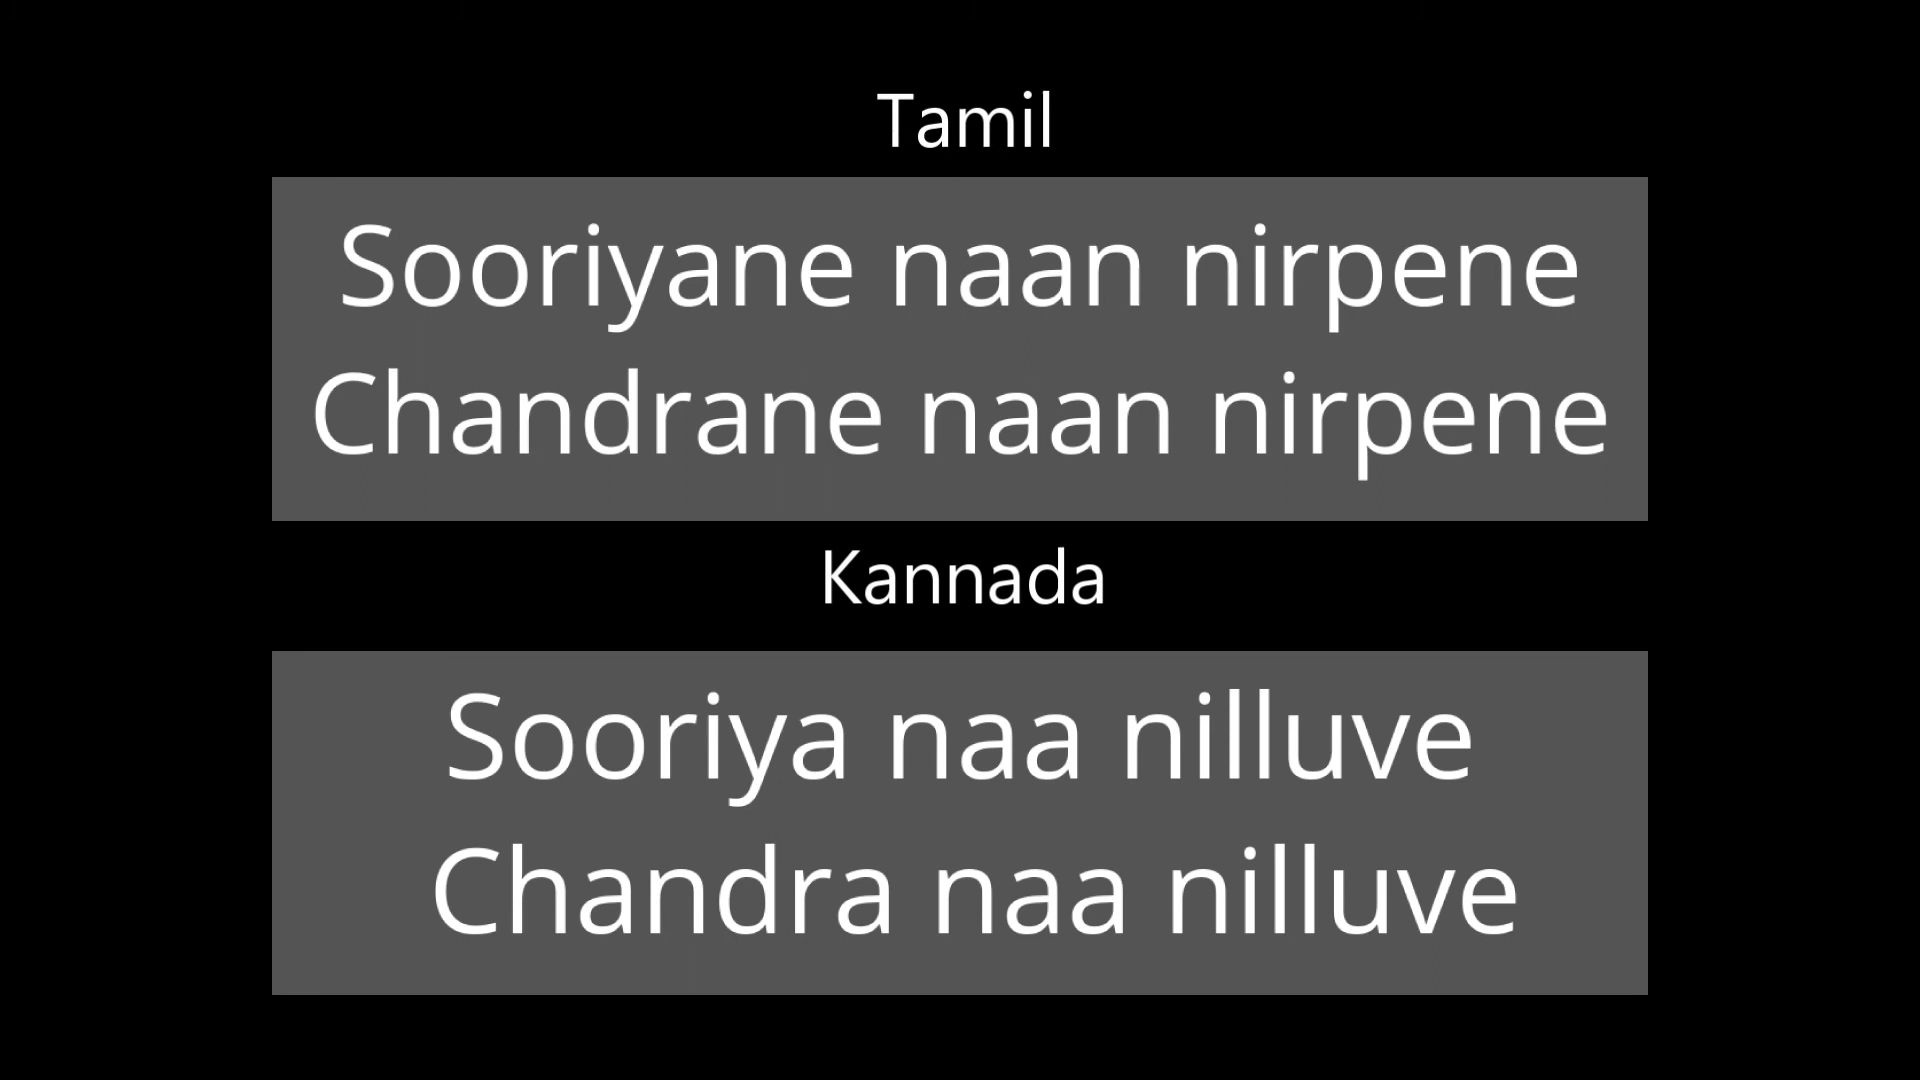 Tamil
Sooriyane naan nirpene
Chandrane naan nirpene
Kannada
Sooriya naa nilluve
Chandra naa nilluve